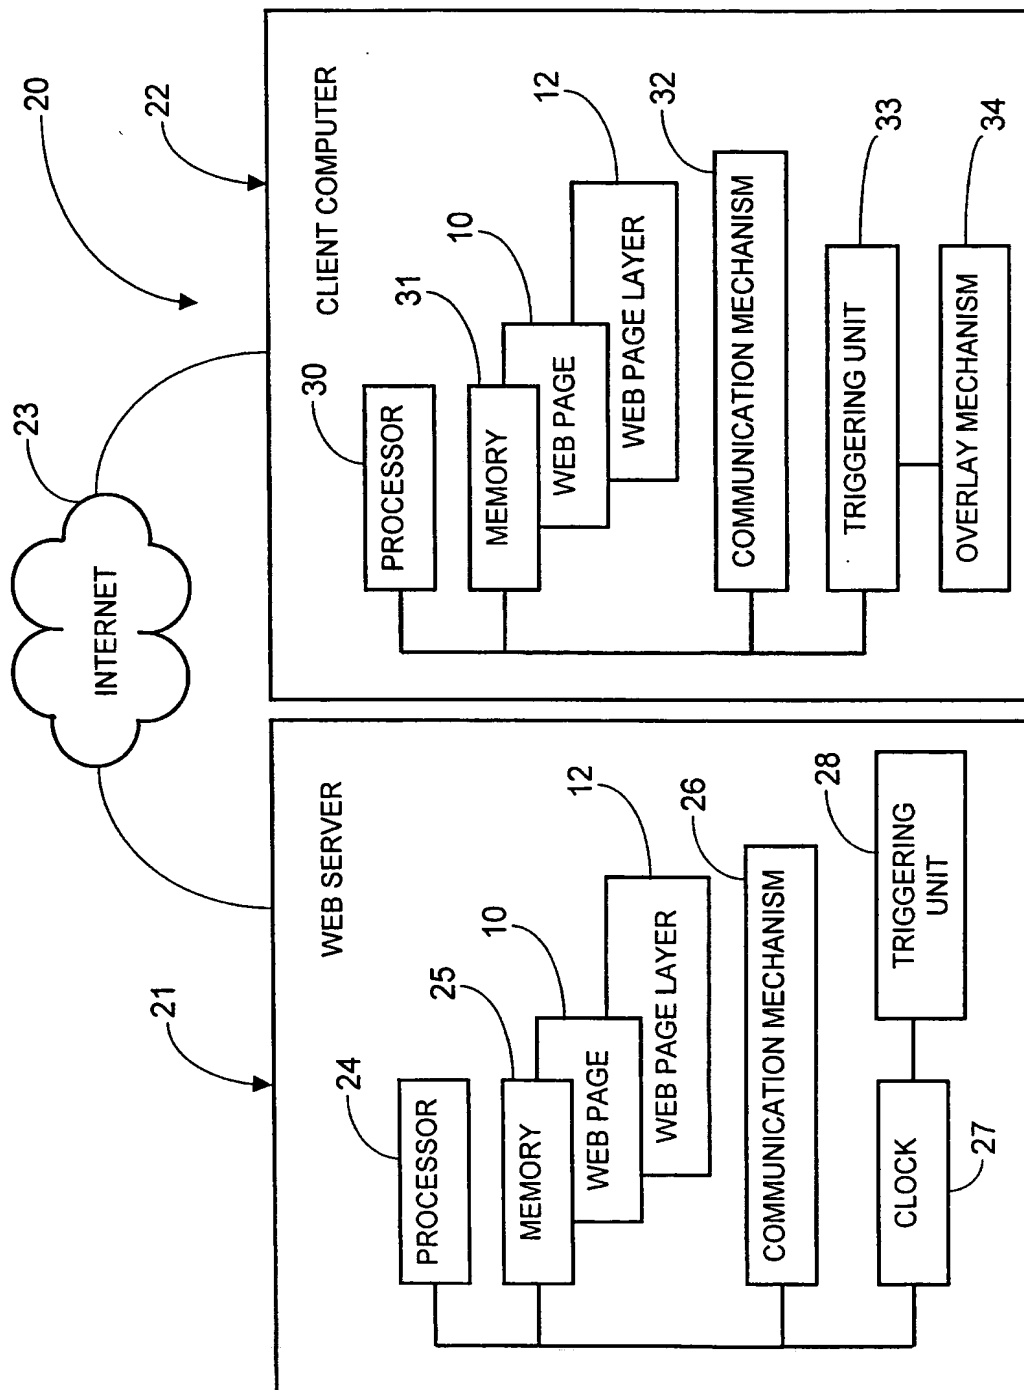 20
23
INTERNET
21
WEB SERVER
24
PROCESSOR
25
MEMORY
10
WEB PAGE
12
WEB PAGE LAYER
26
COMMUNICATION MECHANISM
27
CLOCK
28
TRIGGERING
UNIT
22
CLIENT COMPUTER
30
PROCESSOR
31
MEMORY
10
WEB PAGE
12
WEB PAGE LAYER
32
COMMUNICATION MECHANISM
33
TRIGGERING UNIT
34
OVERLAY MECHANISM